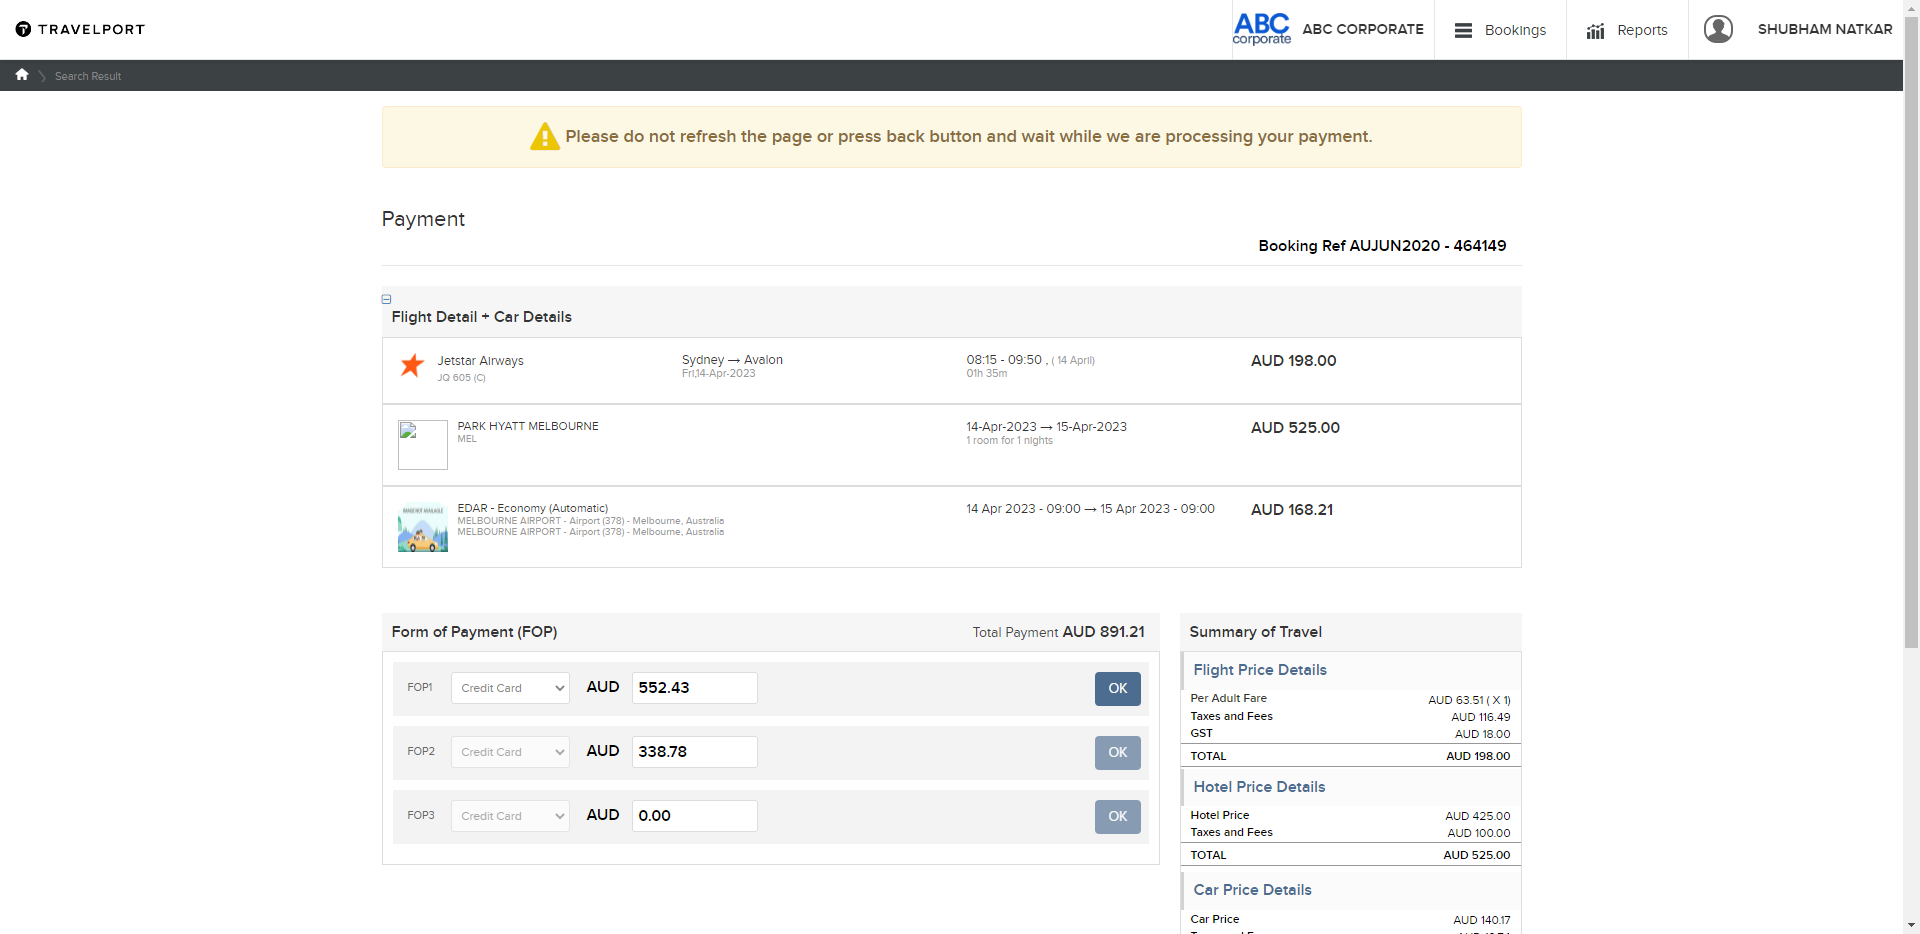 TRAVELPORT
ABC
corporate
ABC CORPORATE
Bookings
Reports
SHUBHAM NATKAR
Search Result
Please do not refresh the page or press back button and wait while we are processing your payment.
Payment
Booking Ref AUJUN2020 - 464149
Flight Detail + Car Details
Jetstar Airways
JQ 605 (C)
Sydney → Avalon
Fri,14-Apr-2023
08:15 - 09:50 , ( 14 April)
01h 35m
AUD 198.00
PARK HYATT MELBOURNE
MEL
14-Apr-2023 → 15-Apr-2023
1 room for 1 nights
AUD 525.00
IMAGE NOT AVAILABLE
EDAR - Economy (Automatic)
MELBOURNE AIRPORT - Airport (378) - Melbourne, Australia
MELBOURNE AIRPORT - Airport (378) - Melbourne, Australia
14 Apr 2023 - 09:00 → 15 Apr 2023 - 09:00
AUD 168.21
Form of Payment (FOP)
Total Payment AUD 891.21
FOP1 Credit Card AUD 552.43 OK
FOP2 Credit Card AUD 338.78 OK
FOP3 Credit Card AUD 0.00 OK
Summary of Travel
Flight Price Details
Per Adult Fare AUD 63.51 ( X 1)
Taxes and Fees AUD 116.49
GST AUD 18.00
TOTAL AUD 198.00
Hotel Price Details
Hotel Price AUD 425.00
Taxes and Fees AUD 100.00
TOTAL AUD 525.00
Car Price Details
Car Price AUD 140.17